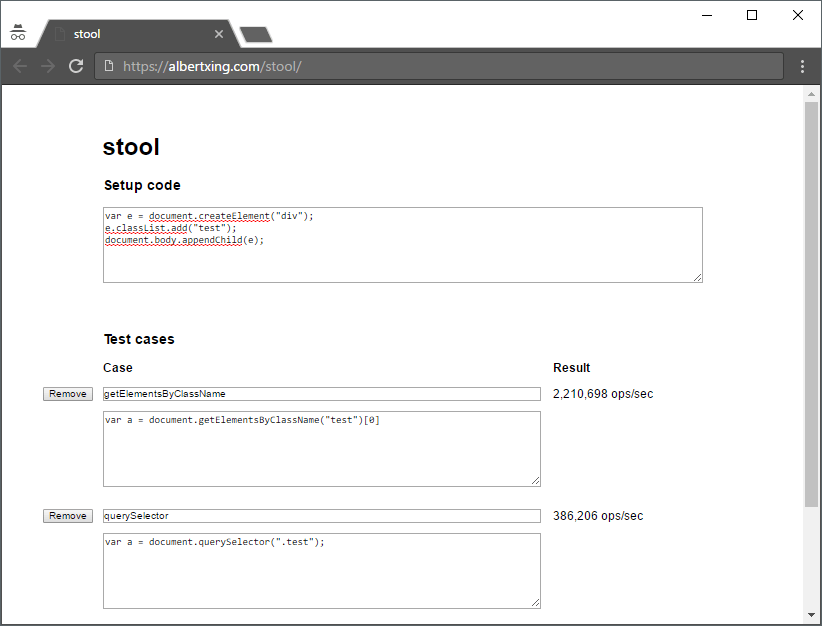 stool
https://albertxing.com/stool/
stool
Setup code
var e = document.createElement("div");
e.classList.add("test");
document.body.appendChild(e);
Test cases
Case Result
Remove getElementsByClassName 2,210,698 ops/sec
var a = document.getElementsByClassName("test")[0]
Remove querySelector 386,206 ops/sec
var a = document.querySelector(".test");